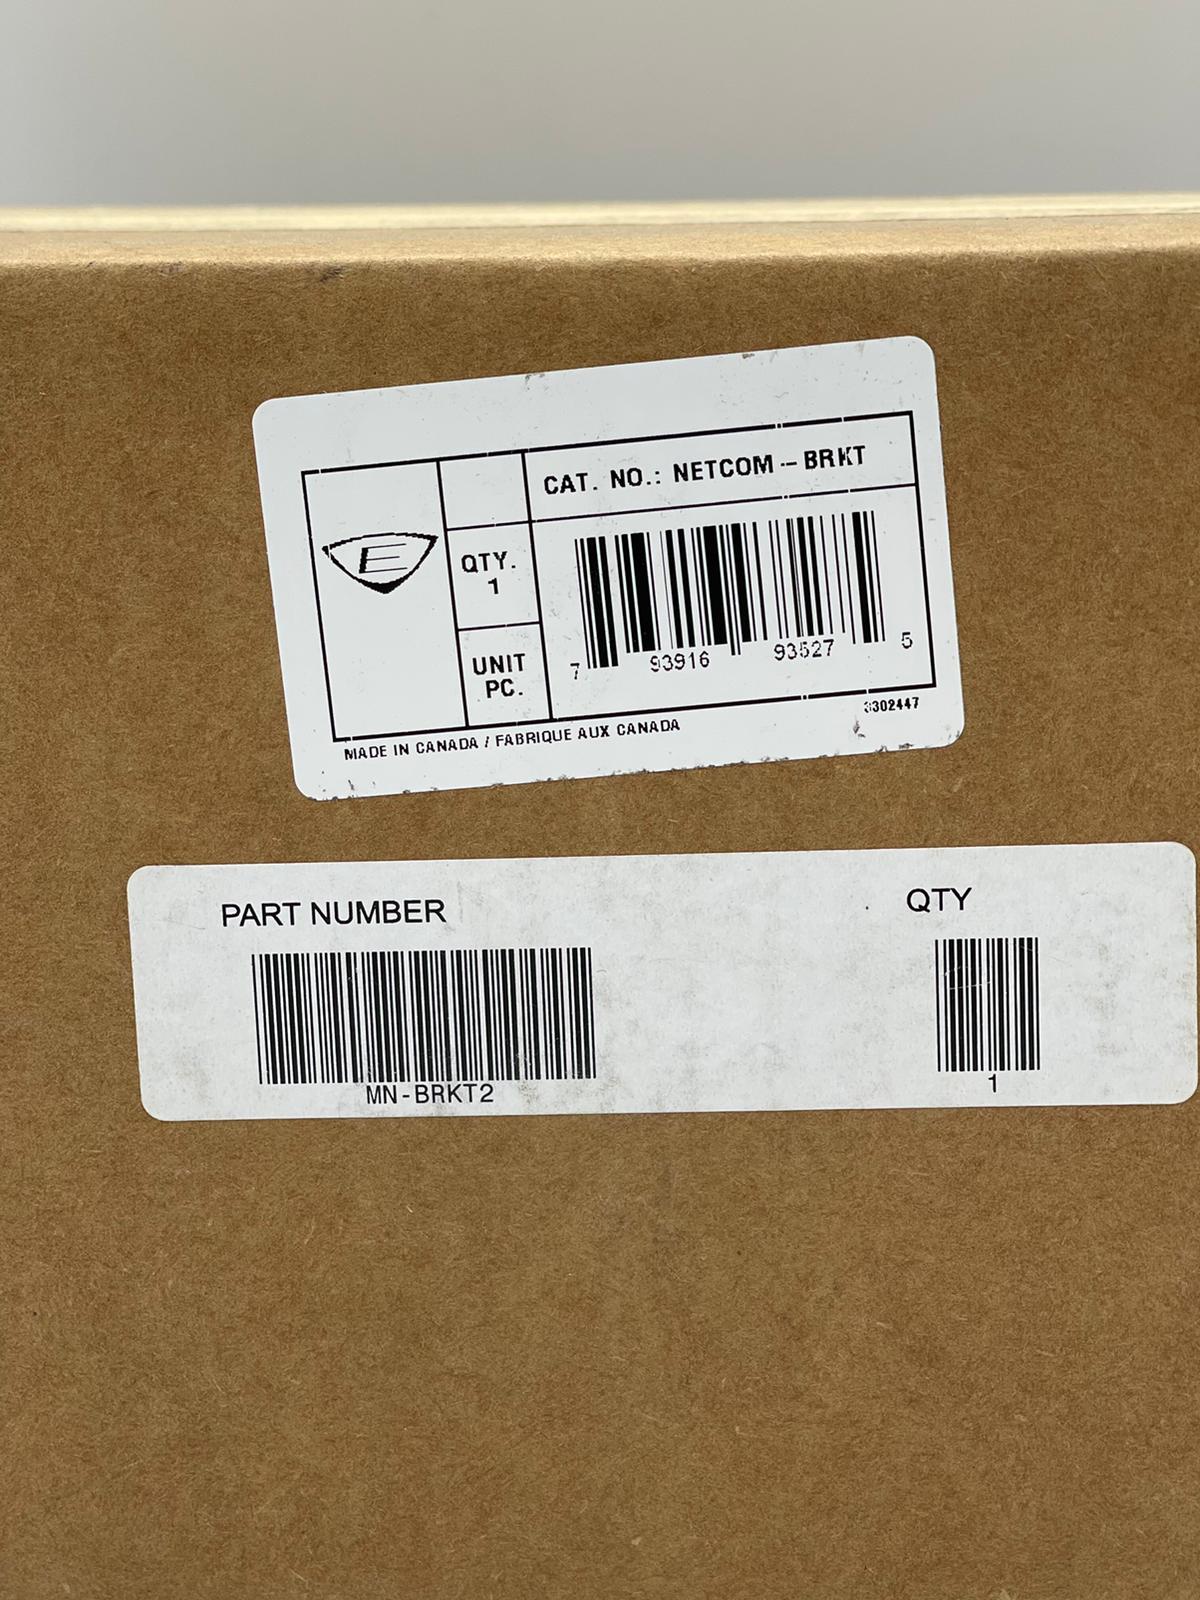 CAT. NO.: NETCOM-BRKT
E
QTY.
1
UNIT
PC.
7 93916 93527 5
3302447
MADE IN CANADA / FABRIQUE AUX CANADA
PART NUMBER
QTY
MN-BRKT2
1